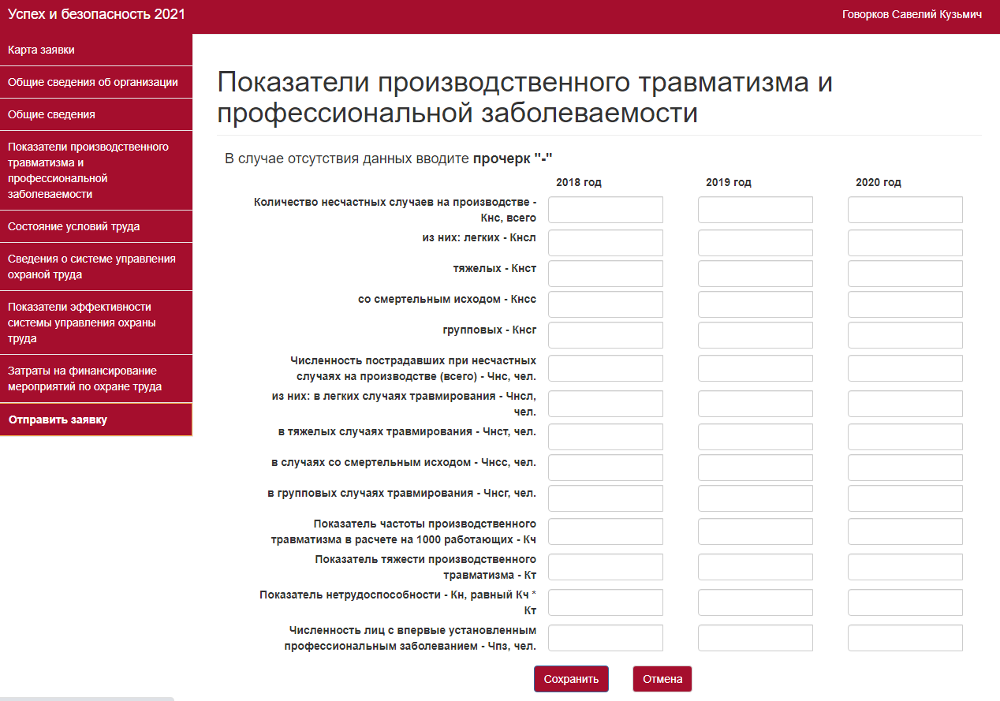 Успех и безопасность 2021
Говорков Савелий Кузьмич
Карта заявки
Общие сведения об организации
Общие сведения
Показатели производственного
травматизма и
профессиональной
заболеваемости
Состояние условий труда
Сведения о системе управления
охраной труда
Показатели эффективности
системы управления охраны
труда
Затраты на финансирование
мероприятий по охране труда
Отправить заявку
Показатели производственного травматизма и
профессиональной заболеваемости
В случае отсутствия данных вводите прочерк "-"
2018 год 2019 год 2020 год
Количество несчастных случаев на производстве -
Кнс, всего
из них: легких - Кнсл
тяжелых - Кнст
со смертельным исходом - Кнсс
групповых - Кнсг
Численность пострадавших при несчастных
случаях на производстве (всего) - Чнс, чел.
из них: в легких случаях травмирования - Чнсл,
чел.
в тяжелых случаях травмирования - Чнст, чел.
в случаях со смертельным исходом - Чнсс, чел.
в групповых случаях травмирования - Чнсг, чел.
Показатель частоты производственного
травматизма в расчете на 1000 работающих - Кч
Показатель тяжести производственного
травматизма - Кт
Показатель нетрудоспособности - Кн, равный Кч *
Кт
Численность лиц с впервые установленным
профессиональным заболеванием - Чпз, чел.
Сохранить Отмена